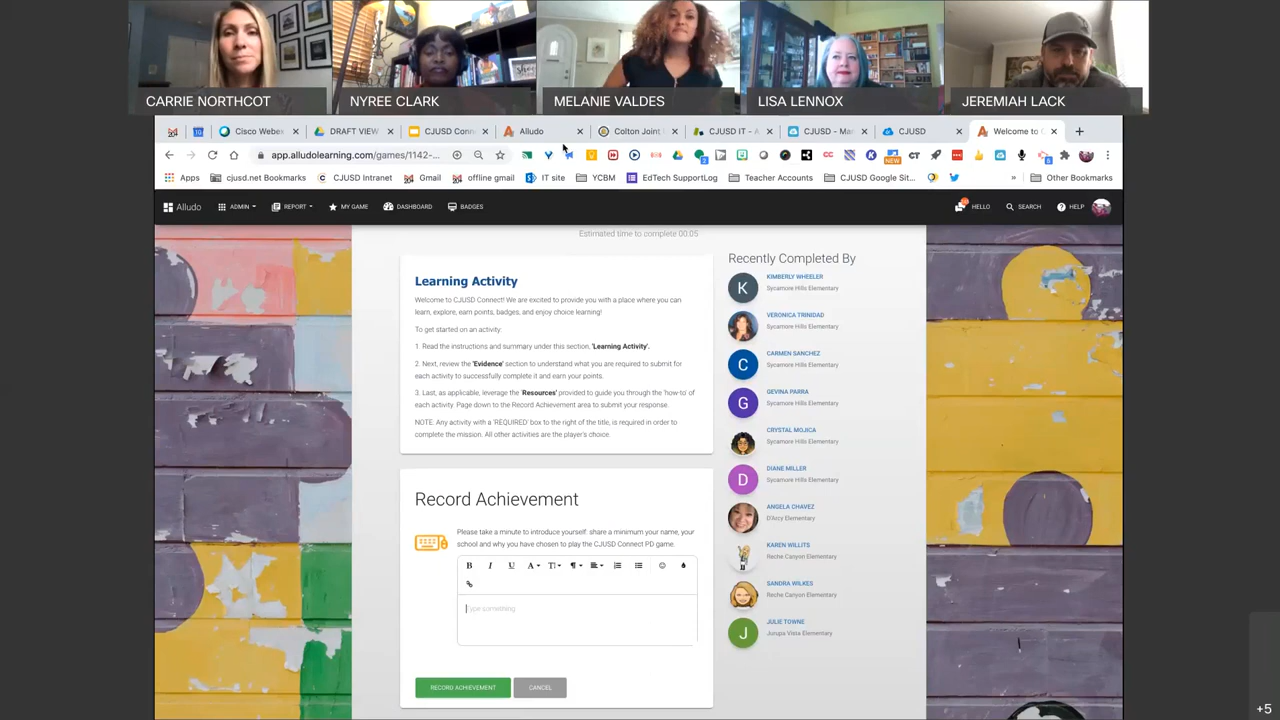 CARRIE NORTHCOT
NYREE CLARK
MELANIE VALDES
LISA LENNOX
JEREMIAH LACK
Cisco Webex
DRAFT VIEW
CJUSD Conn
Alludo
Colton Joint
CJUSD IT - A
CJUSD - Ma
CJUSD
Welcome to C
app.alludolearning.com/games/1142-...
NEW
Apps
cjusd.net Bookmarks
CJUSD Intranet
Gmail
offline gmail
IT site
YCBM
EdTech SupportLog
Teacher Accounts
CJUSD Google Sit...
»
Other Bookmarks
Alludo
ADMIN
REPORT
MY GAME
DASHBOARD
BADGES
HELLO
SEARCH
HELP
Estimated time to complete 00:05
Learning Activity
Welcome to CJUSD Connect! We are excited to provide you with a place where you can
learn, explore, earn points, badges, and enjoy choice learning!
To get started on an activity:
1. Read the instructions and summary under this section, 'Learning Activity'.
2. Next, review the 'Evidence' section to understand what you are required to submit for
each activity to successfully complete it and earn your points.
3. Last, as applicable, leverage the 'Resources' provided to guide you through the 'how-to' of
each activity. Page down to the Record Achievement area to submit your response.
NOTE: Any activity with a 'REQUIRED' box to the right of the title, is required in order to
complete the mission. All other activities are the player's choice.
Record Achievement
Please take a minute to introduce yourself: share a minimum your name, your
school and why you have chosen to play the CJUSD Connect PD game.
B I U A
Type something
RECORD ACHIEVEMENT
CANCEL
Recently Completed By
K
KIMBERLY WHEELER
Sycamore Hills Elementary
VERONICA TRINIDAD
Sycamore Hills Elementary
C
CARMEN SANCHEZ
Sycamore Hills Elementary
G
GEVINA PARRA
Sycamore Hills Elementary
CRYSTAL MOJICA
Sycamore Hills Elementary
D
DIANE MILLER
Sycamore Hills Elementary
ANGELA CHAVEZ
D'Arcy Elementary
KAREN WILLITS
Reche Canyon Elementary
SANDRA WILKES
Reche Canyon Elementary
J
JULIE TOWNE
Jurupa Vista Elementary
+5